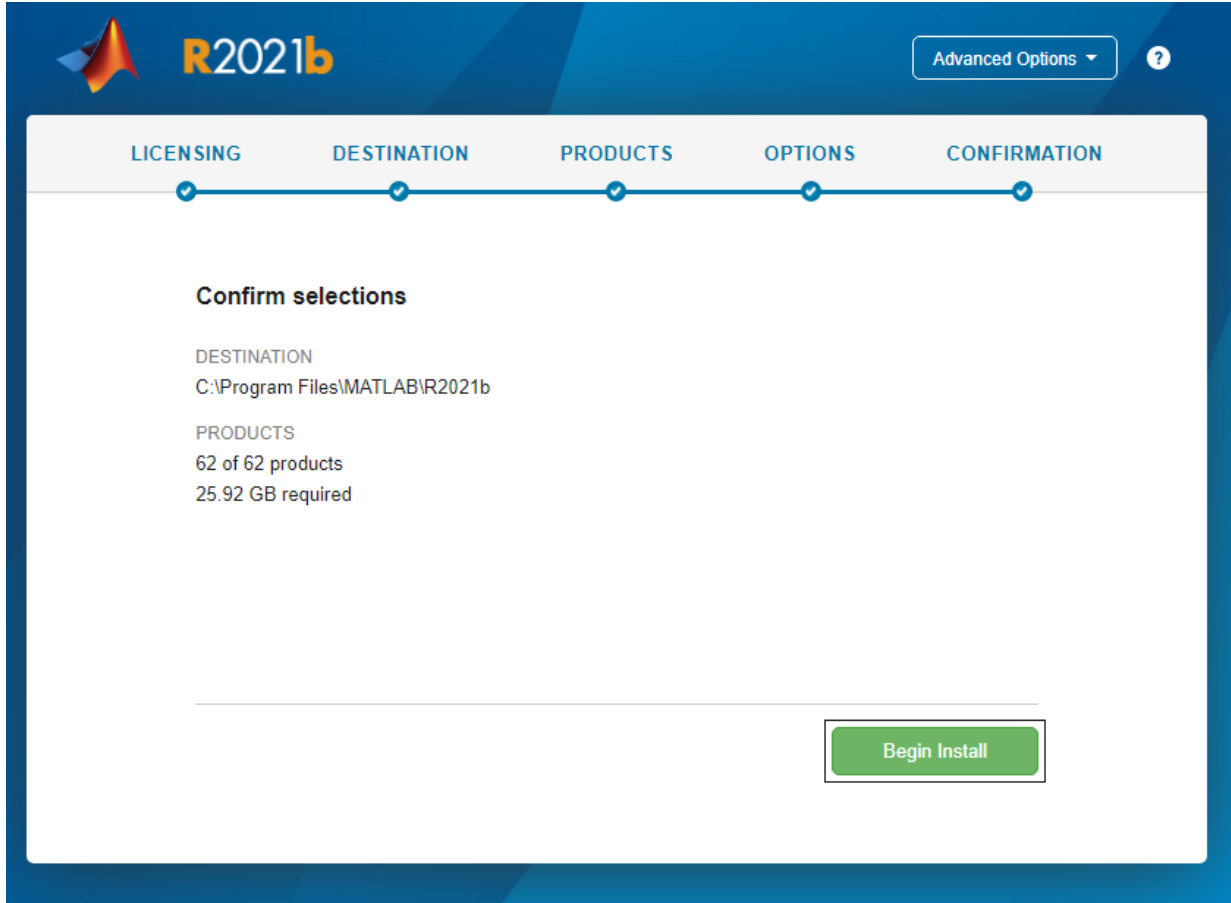 R2021b
Advanced Options
?
LICENSING DESTINATION PRODUCTS OPTIONS CONFIRMATION
Confirm selections
DESTINATION
C:\Program Files\MATLAB\R2021b
PRODUCTS
62 of 62 products
25.92 GB required
Begin Install